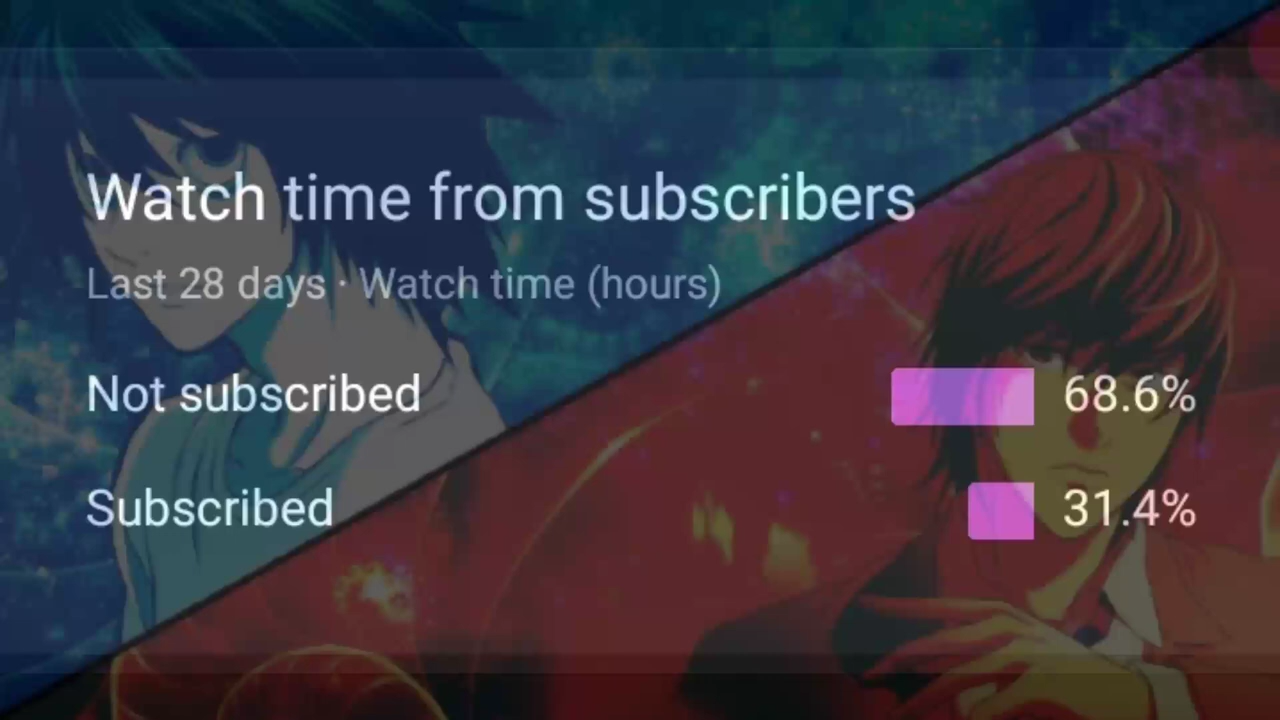 Watch time from subscribers
Last 28 days · Watch time (hours)
Not subscribed 68.6%
Subscribed 31.4%